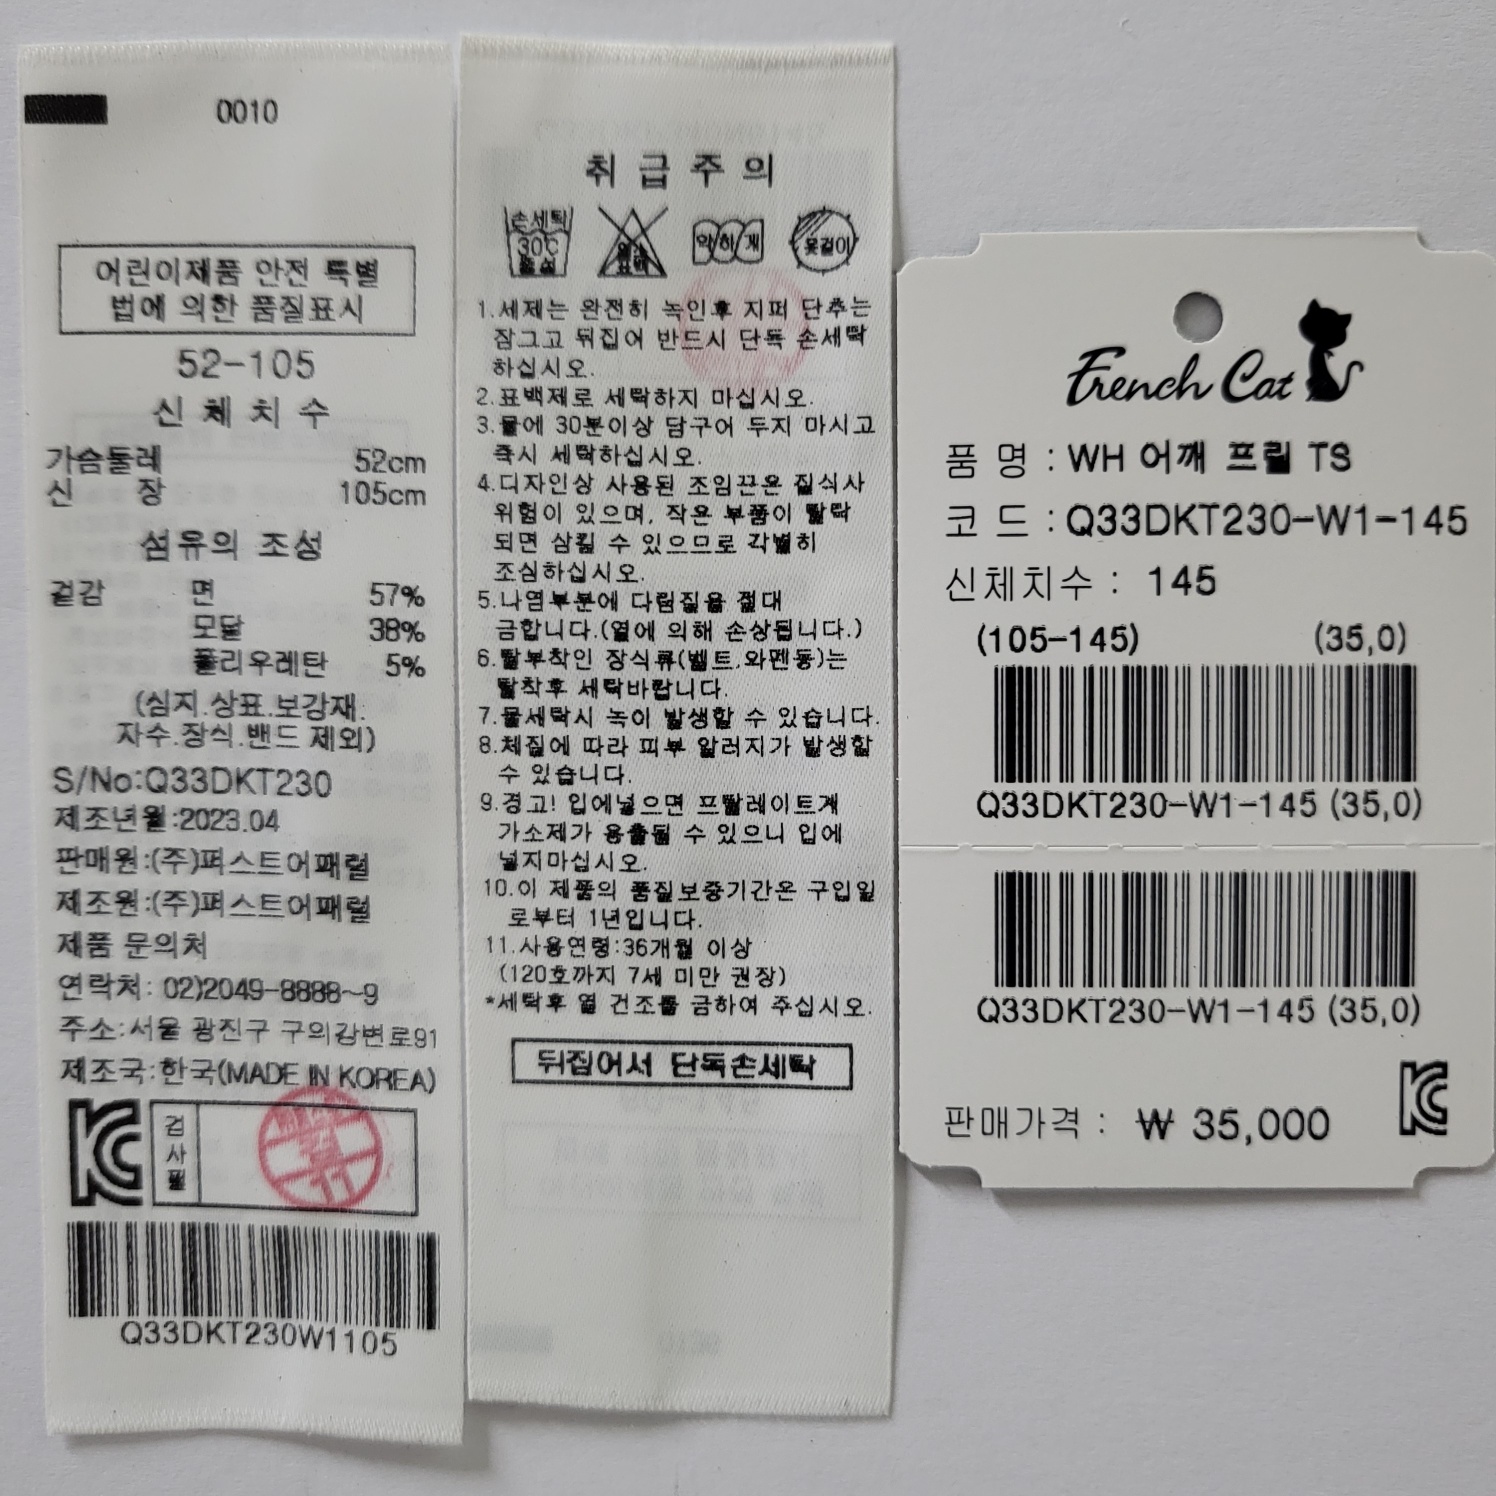 0010
어린이제품 안전 특별
법에 의한 품질표시
52-105
신 체 치 수
가슴둘레 52cm
신 장 105cm
섬유의 조성
겉감 면 57%
모달 38%
폴리우레탄 5%
(심지.상표.보강재.
자수.장식.밴드 제외)
S/No:Q33DKT230
제조년월:2023.04
판매원:(주)퍼스트어패럴
제조원:(주)퍼스트어패럴
제품 문의처
연락처: 02)2049-8888~9
주소:서울 광진구 구의강변로91
제조국:한국(MADE IN KOREA)
검사필
Q33DKT230W1105
취 급 주 의
손세탁 30℃ 중성
염소 표백
약하게
옷걸이
1.세제는 완전히 녹인후 지퍼 단추는
잠그고 뒤집어 반드시 단독 손세탁
하십시오.
2.표백제로 세탁하지 마십시오.
3.물에 30분이상 담구어 두지 마시고
즉시 세탁하십시오.
4.디자인상 사용된 조임끈은 질식사
위험이 있으며, 작은 부품이 탈락
되면 삼킬 수 있으므로 각별히
조심하십시오.
5.나염부분에 다림질을 절대
금합니다.(열에 의해 손상됩니다.)
6.탈부착인 장식류(벨트.와펜등)는
탈착후 세탁바랍니다.
7.물세탁시 녹이 발생할 수 있습니다.
8.체질에 따라 피부 알러지가 발생할
수 있습니다.
9.경고! 입에넣으면 프탈레이트계
가소제가 용출될 수 있으니 입에
넣지마십시오.
10.이 제품의 품질보증기간은 구입일
로부터 1년입니다.
11.사용연령:36개월 이상
(120호까지 7세 미만 권장)
*세탁후 열 건조를 금하여 주십시오.
뒤집어서 단독손세탁
French Cat
품 명 : WH 어깨 프릴 TS
코 드 : Q33DKT230-W1-145
신체치수 : 145
(105-145) (35,0)
Q33DKT230-W1-145 (35,0)
Q33DKT230-W1-145 (35,0)
판매가격 : ₩ 35,000